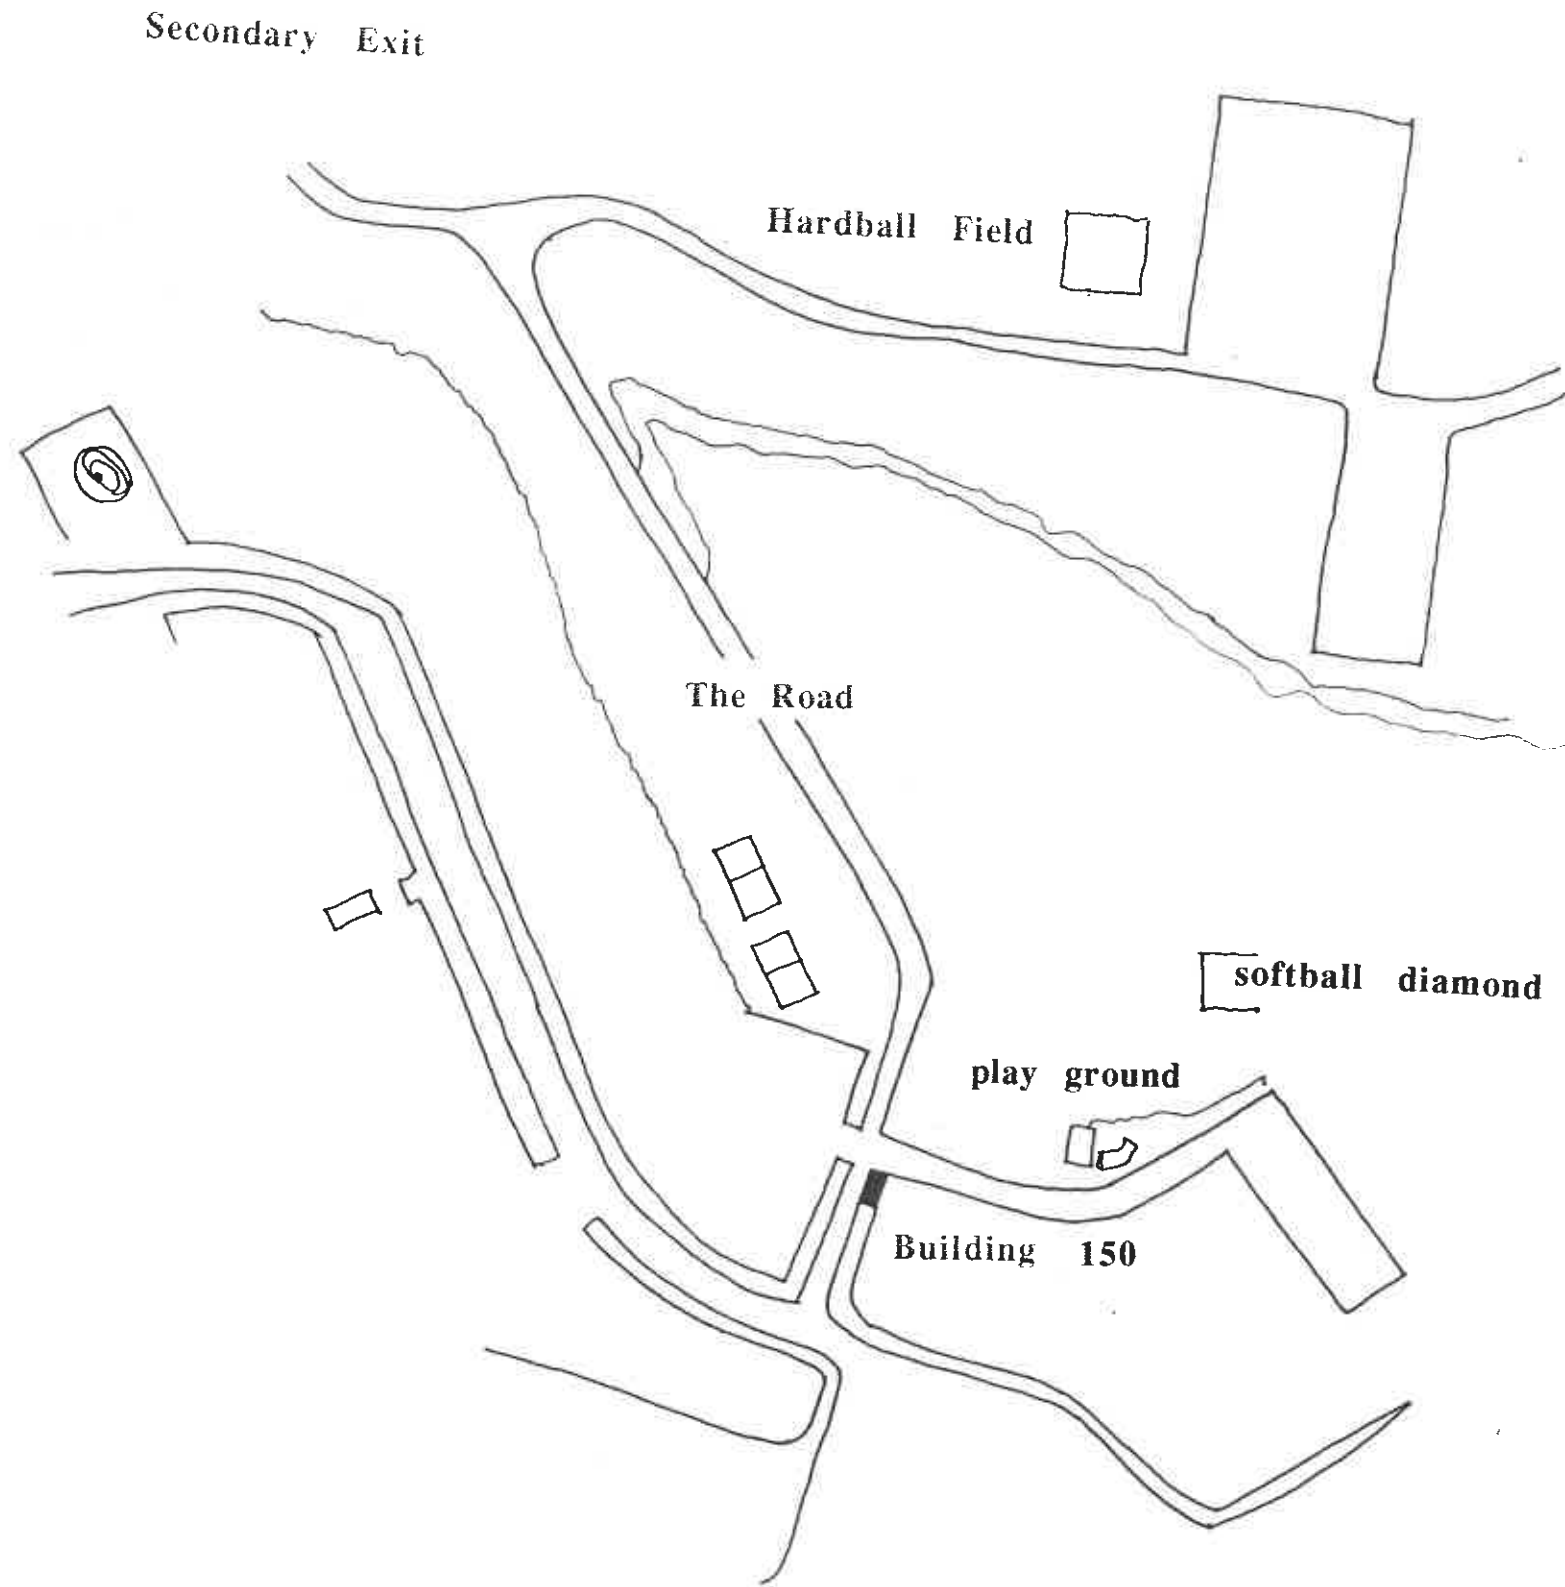 Secondary Exit
Hardball Field
The Road
softball diamond
play ground
Building 150